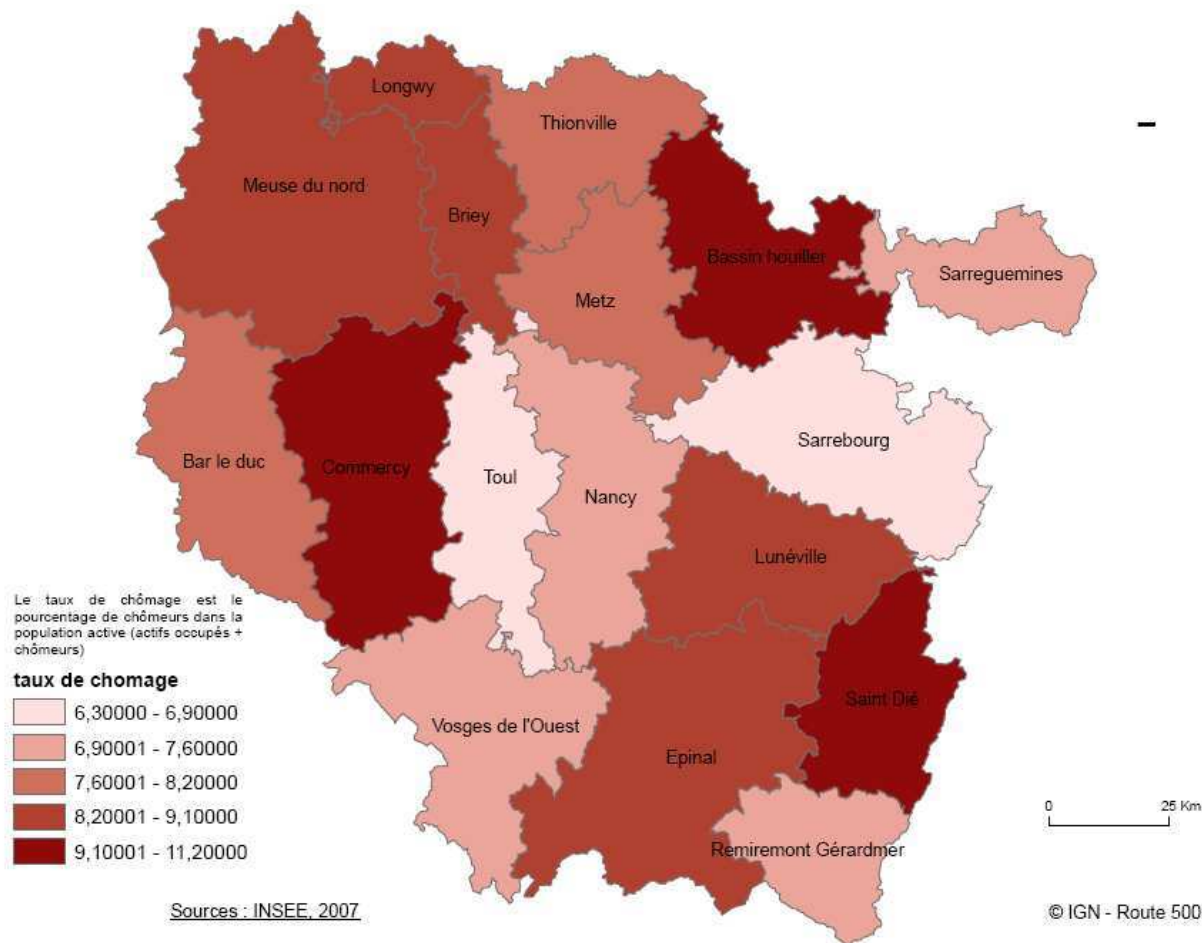 Longwy
Thionville
Meuse du nord
Briey
Bassin houiller
Sarreguemines
Metz
Bar le duc
Commercy
Toul
Nancy
Sarrebourg
Lunéville
Le taux de chômage est le
pourcentage de chômeurs dans la
population active (actifs occupés +
chômeurs)
taux de chomage
6,30000 - 6,90000
6,90001 - 7,60000
7,60001 - 8,20000
8,20001 - 9,10000
9,10001 - 11,20000
Vosges de l'Ouest
Epinal
Saint Dié
Remiremont Gérardmer
0 25 Km
Sources : INSEE, 2007
© IGN - Route 500